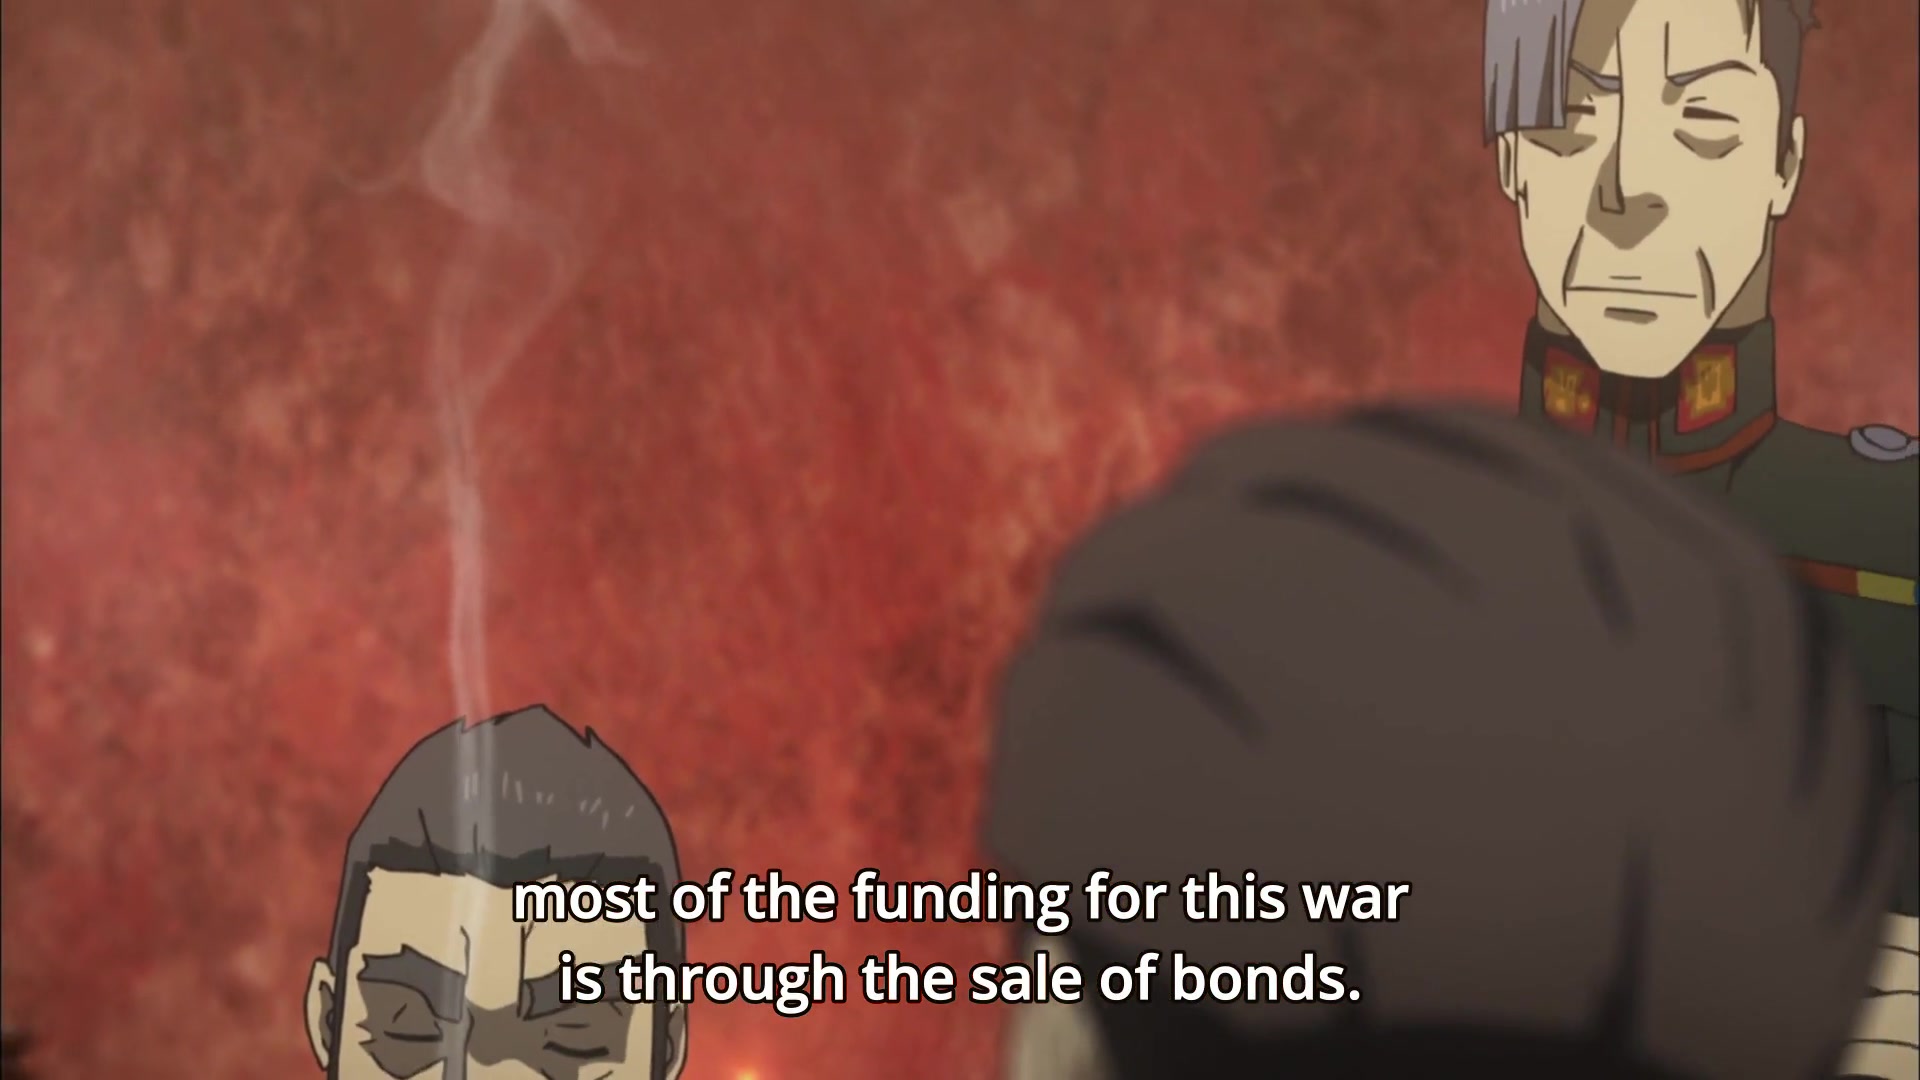 most of the funding for this war
is through the sale of bonds.